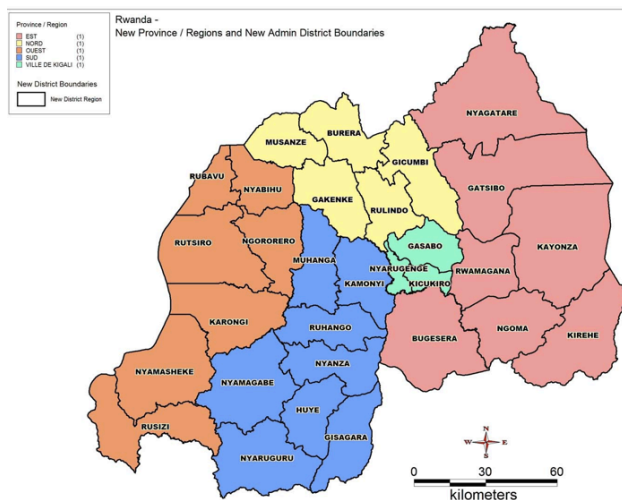 Province / Region
EST (1)
NORD (1)
OUEST (1)
SUD (1)
VILLE DE KIGALI (1)
New District Boundaries
New District Region
Rwanda -
New Province / Regions and New Admin District Boundaries
NYAGATARE
BURERA
MUSANZE
GICUMBI
RUBAVU
NYABIHU
GATSIBO
GAKENKE
RULINDO
RUTSIRO
NGORORERO
GASABO
KAYONZA
MUHANGA
NYARUGENGE
RWAMAGANA
KAMONYI
KICUKIRO
KARONGI
RUHANGO
BUGESERA
NGOMA
KIREHE
NYAMASHEKE
NYANZA
NYAMAGABE
HUYE
RUSIZI
GISAGARA
NYARUGURU
N
W E
S
0 30 60
kilometers